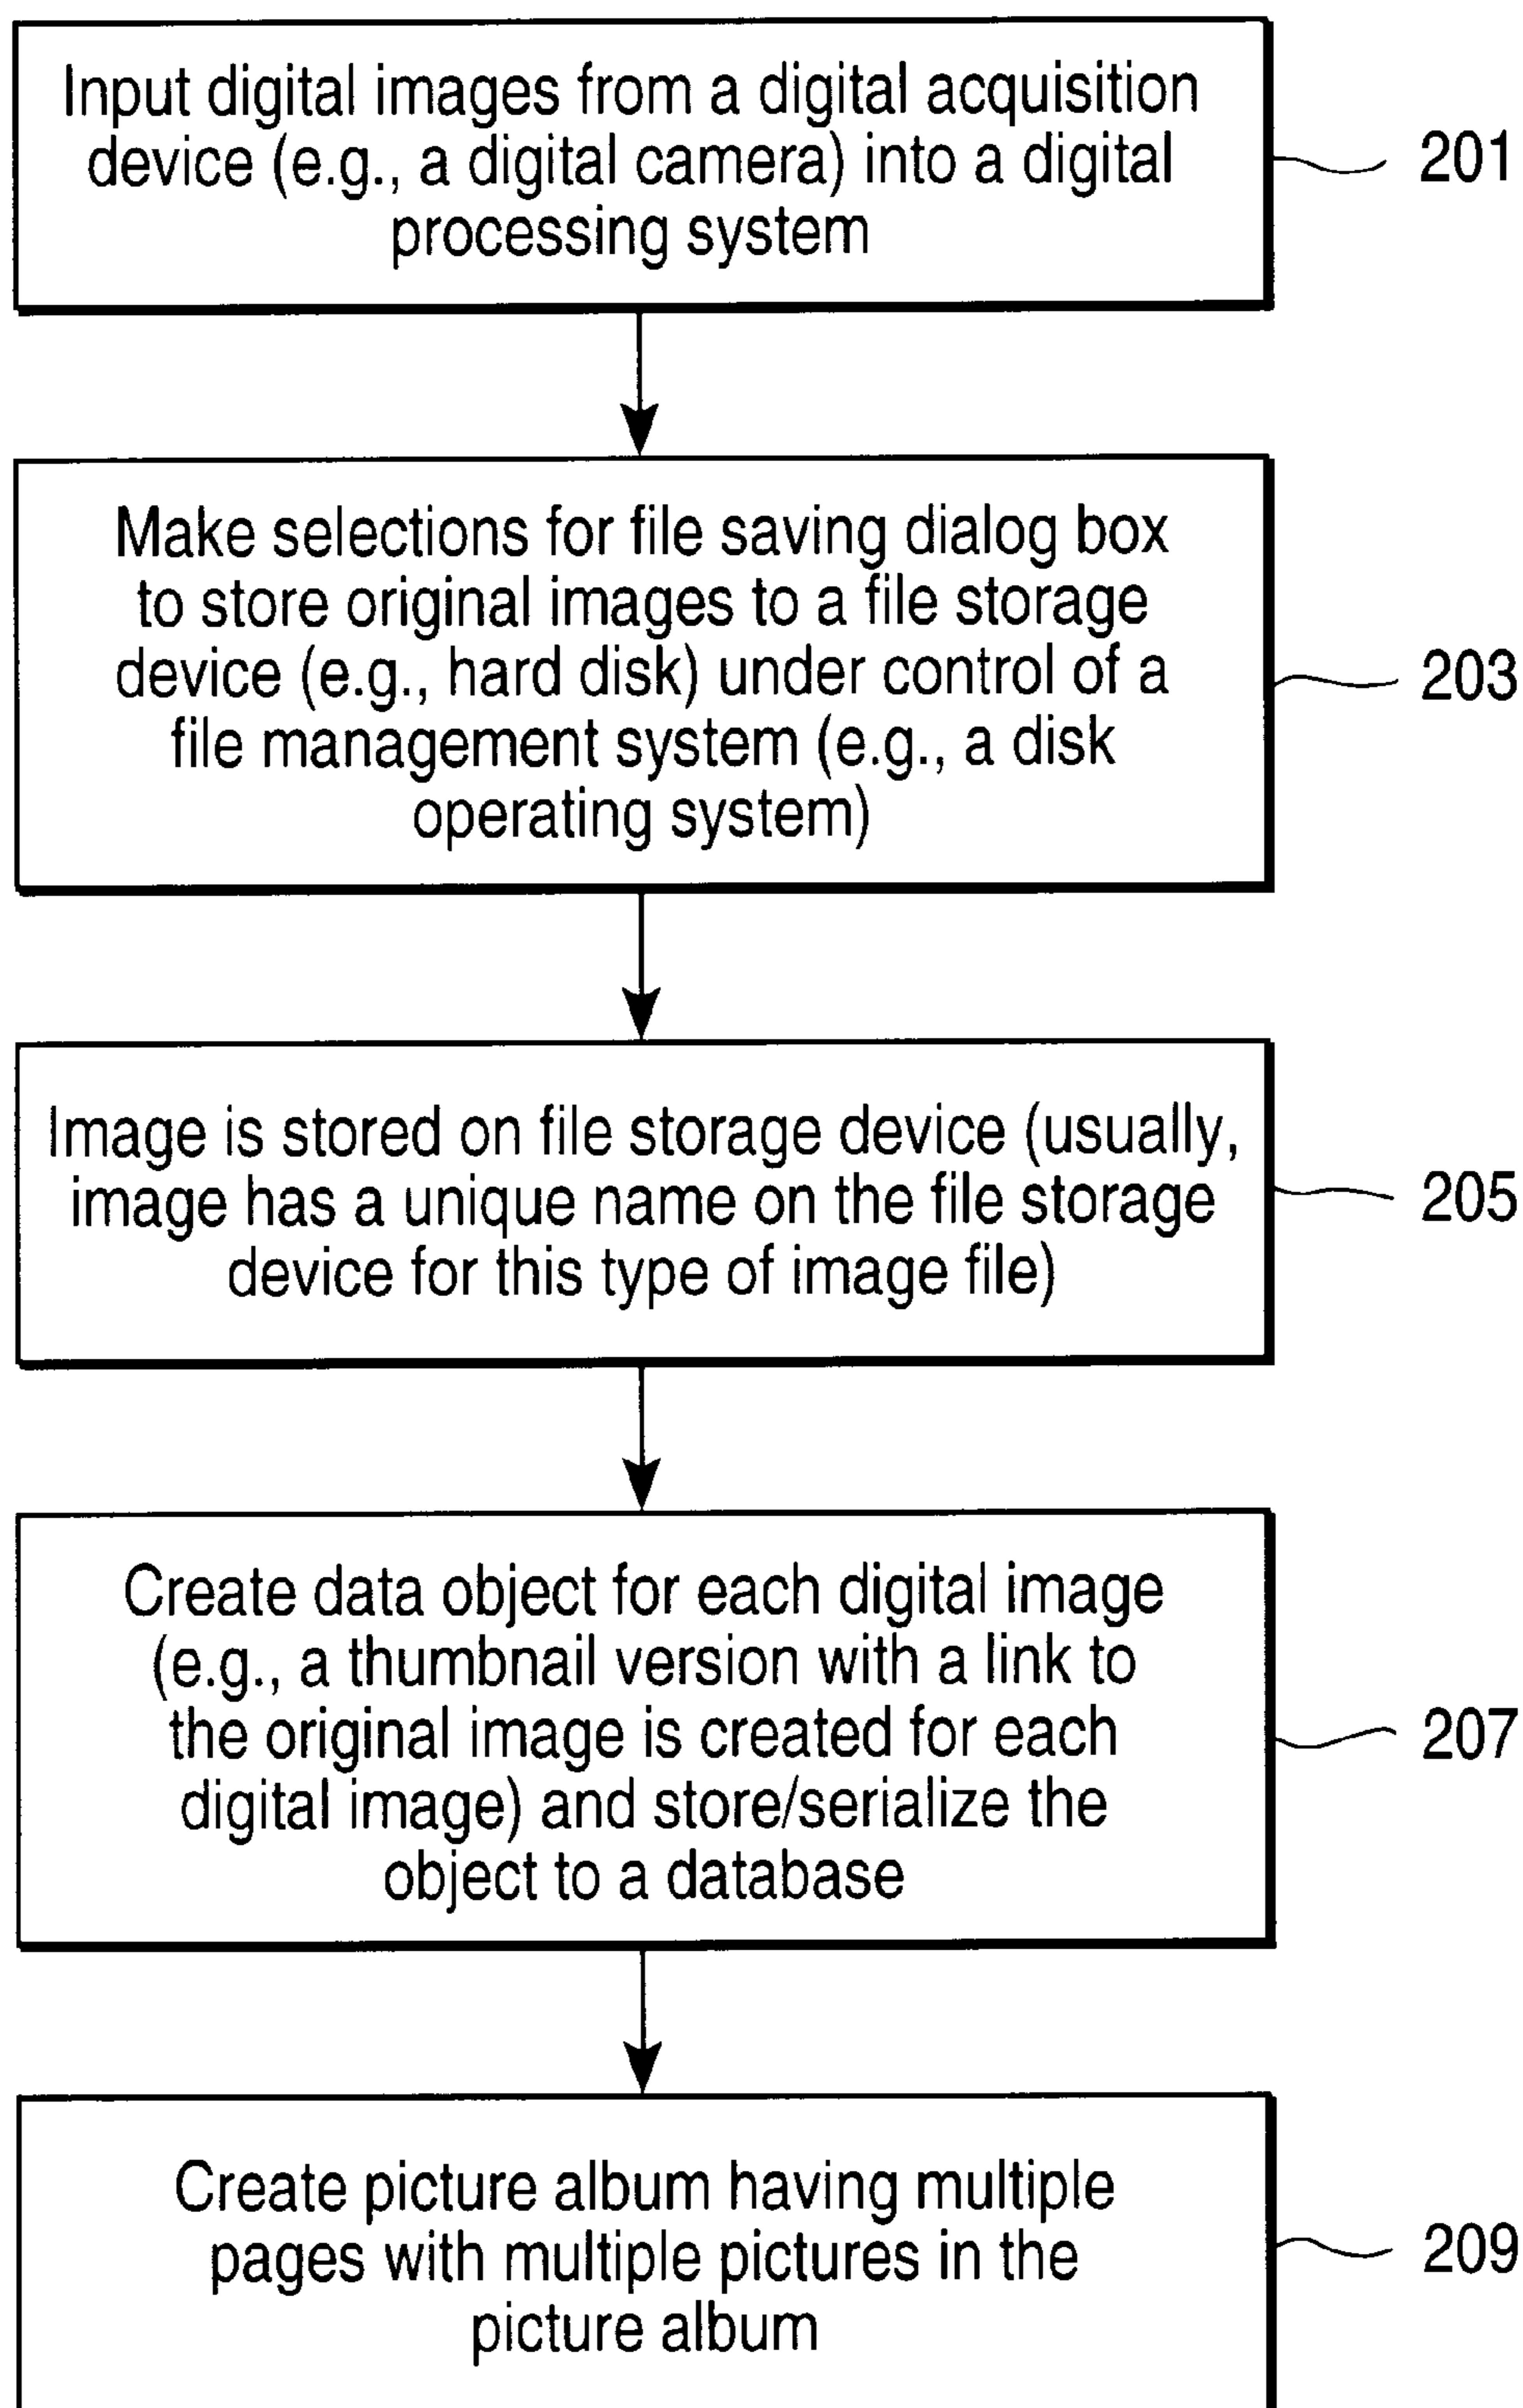 Input digital images from a digital acquisition
device (e.g., a digital camera) into a digital
processing system
201
Make selections for file saving dialog box
to store original images to a file storage
device (e.g., hard disk) under control of a
file management system (e.g., a disk
operating system)
203
Image is stored on file storage device (usually,
image has a unique name on the file storage
device for this type of image file)
205
Create data object for each digital image
(e.g., a thumbnail version with a link to
the original image is created for each
digital image) and store/serialize the
object to a database
207
Create picture album having multiple
pages with multiple pictures in the
picture album
209